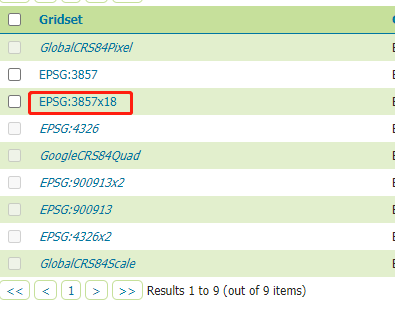 Gridset
GlobalCRS84Pixel
EPSG:3857
EPSG:3857x18
EPSG:4326
GoogleCRS84Quad
EPSG:900913x2
EPSG:900913
EPSG:4326x2
GlobalCRS84Scale
<< < 1 > >> Results 1 to 9 (out of 9 items)